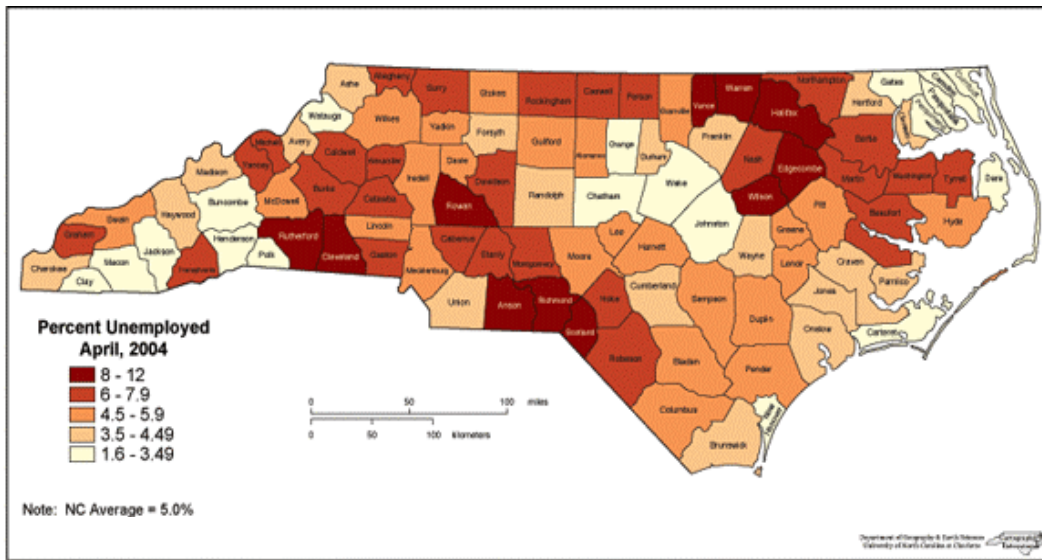 Ashe
Alleghany
Surry
Stokes
Rockingham
Caswell
Person
Granville
Vance
Warren
Northampton
Gates
Halifax
Hertford
Watauga
Wilkes
Yadkin
Forsyth
Guilford
Alamance
Orange
Durham
Franklin
Bertie
Mitchell
Avery
Yancey
Caldwell
Alexander
Iredell
Davie
Davidson
Randolph
Chatham
Wake
Nash
Edgecombe
Martin
Washington
Tyrrell
Dare
Madison
Burke
Catawba
Rowan
Johnston
Wilson
Pitt
Beaufort
Hyde
Swain
Haywood
Buncombe
McDowell
Lincoln
Lee
Harnett
Greene
Graham
Jackson
Henderson
Rutherford
Cleveland
Gaston
Cabarrus
Stanly
Montgomery
Moore
Wayne
Lenoir
Craven
Pamlico
Cherokee
Clay
Macon
Polk
Mecklenburg
Union
Anson
Richmond
Hoke
Cumberland
Sampson
Duplin
Jones
Onslow
Carteret
Scotland
Robeson
Bladen
Pender
Columbus
Brunswick
Percent Unemployed
April, 2004
8 - 12
6 - 7.9
4.5 - 5.9
3.5 - 4.49
1.6 - 3.49
0 50 100 miles
0 50 100 kilometers
Note: NC Average = 5.0%
Department of Geography & Earth Sciences
University of North Carolina at Charlotte